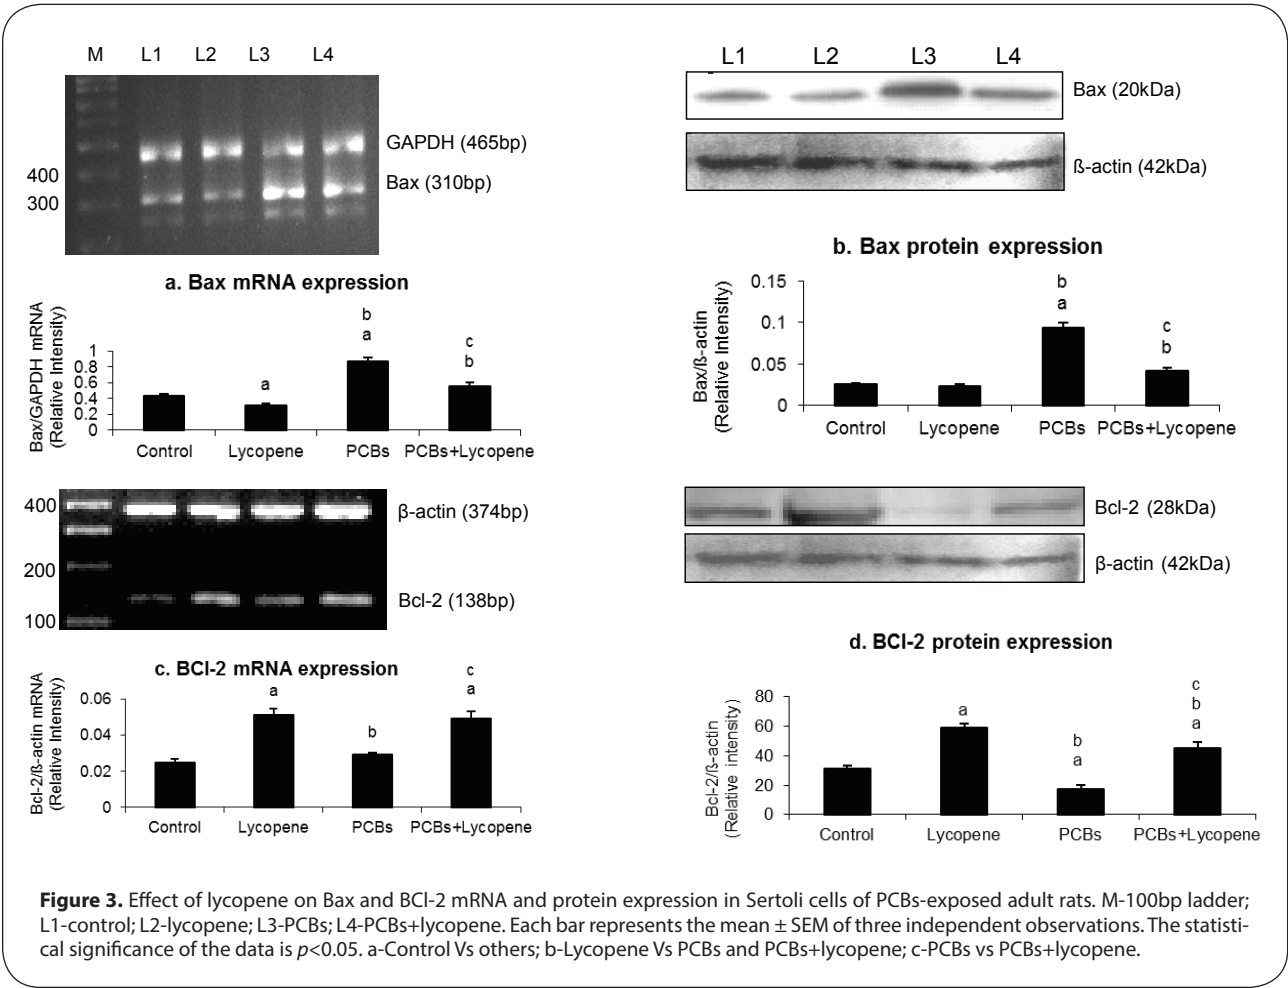 M L1 L2 L3 L4
GAPDH (465bp)
400
Bax (310bp)
300
a. Bax mRNA expression
Bax/GAPDH mRNA
(Relative Intensity)
1
0.8
0.6
0.4
0.2
0
a
b
a
c
b
Control Lycopene PCBs PCBs+Lycopene
L1 L2 L3 L4
Bax (20kDa)
ß-actin (42kDa)
b. Bax protein expression
Bax/ß-actin
(Relative Intensity)
0.15
0.1
0.05
0
b
a
c
b
Control Lycopene PCBs PCBs+Lycopene
400
β-actin (374bp)
200
Bcl-2 (138bp)
100
c. BCl-2 mRNA expression
Bcl-2/ß-actin mRNA
(Relative Intensity)
0.06
0.04
0.02
0
a
b
c
a
Control Lycopene PCBs PCBs+Lycopene
Bcl-2 (28kDa)
β-actin (42kDa)
d. BCl-2 protein expression
Bcl-2/ß-actin
(Relative intensity)
80
60
40
20
0
a
b
a
c
b
a
Control Lycopene PCBs PCBs+Lycopene
Figure 3. Effect of lycopene on Bax and BCl-2 mRNA and protein expression in Sertoli cells of PCBs-exposed adult rats. M-100bp ladder;
L1-control; L2-lycopene; L3-PCBs; L4-PCBs+lycopene. Each bar represents the mean ± SEM of three independent observations. The statisti-
cal significance of the data is p<0.05. a-Control Vs others; b-Lycopene Vs PCBs and PCBs+lycopene; c-PCBs vs PCBs+lycopene.